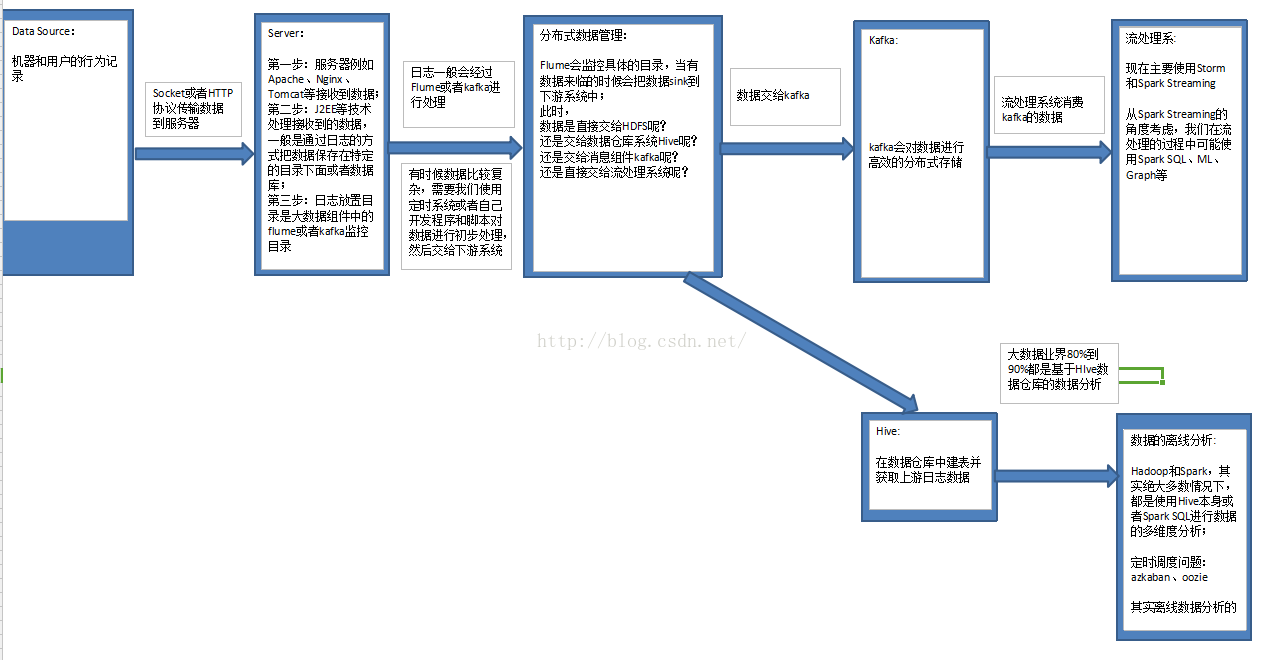 Data Source:
机器和用户的行为记
录
Socket或者HTTP
协议传输数据
到服务器
Server:
第一步：服务器例如
Apache、Nginx、
Tomcat等接收到数据；
第二步：J2EE等技术
处理接收到的数据，
一般是通过日志的方
式把数据保存在特定
的目录下面或者数据
库；
第三步：日志放置目
录是大数据组件中的
flume或者kafka监控
目录
日志一般会经过
Flume或者kafka进
行处理
有时候数据比较复
杂，需要我们使用
定时系统或者自己
开发程序和脚本对
数据进行初步处理，
然后交给下游系统
分布式数据管理：
Flume会监控具体的目录，当有
数据来临的时候会把数据sink到
下游系统中；
此时，
数据是直接交给HDFS呢？
还是交给数据仓库系统Hive呢？
还是交给消息组件kafka呢？
还是直接交给流处理系统呢？
数据交给kafka
Kafka:
kafka会对数据进行
高效的分布式存储
流处理系统消费
kafka的数据
流处理系:
现在主要使用Storm
和Spark Streaming
从Spark Streaming的
角度考虑，我们在流
处理的过程中可能使
用Spark SQL、ML、
Graph等
http://blog.csdn.net/
大数据业界80%到
90%都是基于HIve数
据仓库的数据分析
Hive:
在数据仓库中建表并
获取上游日志数据
数据的离线分析:
Hadoop和Spark，其
实绝大多数情况下，
都是使用Hive本身或
者Spark SQL进行数据
的多维度分析；
定时调度问题：
azkaban、oozie
其实离线数据分析的